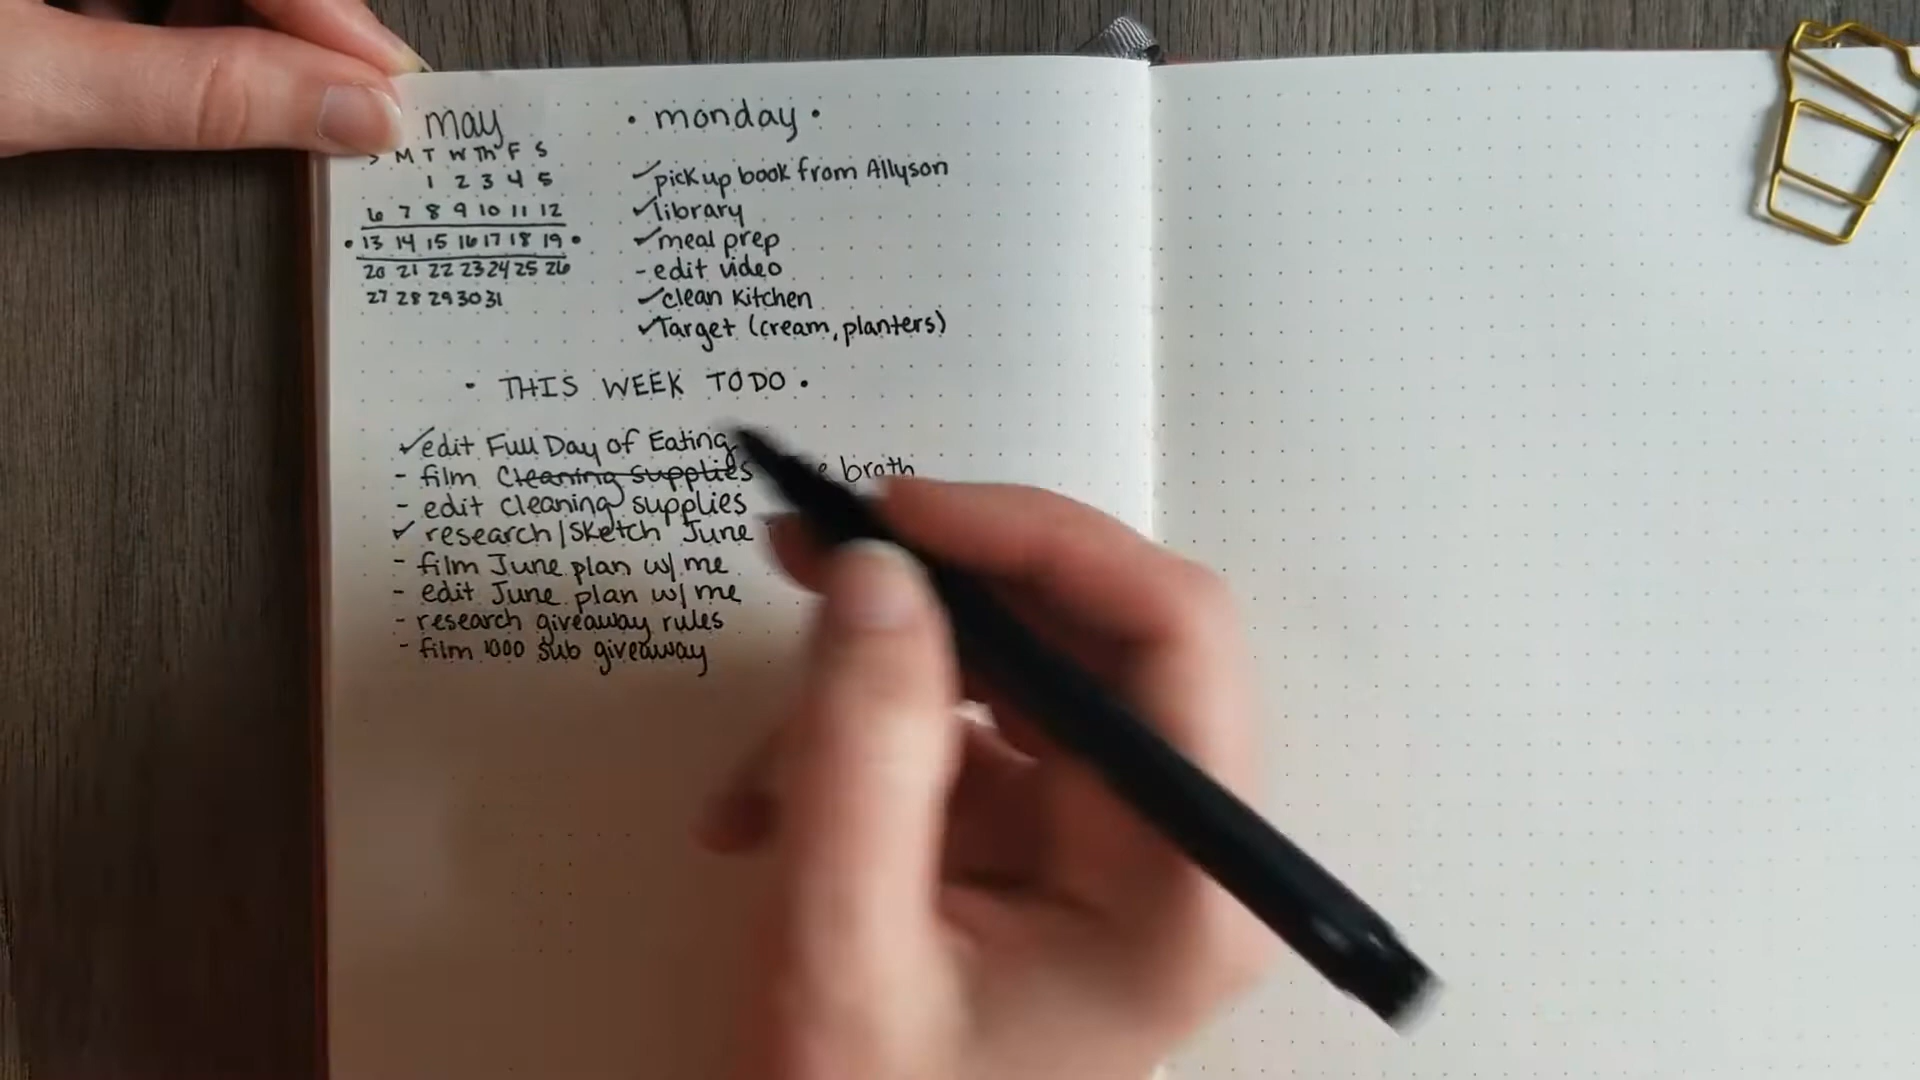 may
S M T W Th F S
1 2 3 4 5
6 7 8 9 10 11 12
• 13 14 15 16 17 18 19 •
20 21 22 23 24 25 26
27 28 29 30 31
• monday •
✓pick up book from Allyson
✓library
✓meal prep
- edit video
✓clean kitchen
✓Target (cream, planters)
• THIS WEEK TO DO •
✓edit Full Day of Eating
- film Cleaning Supplies broth
- edit cleaning supplies
✓ research/sketch June
- film June plan w/ me
- edit June plan w/ me
- research giveaway rules
- film 1000 sub giveaway